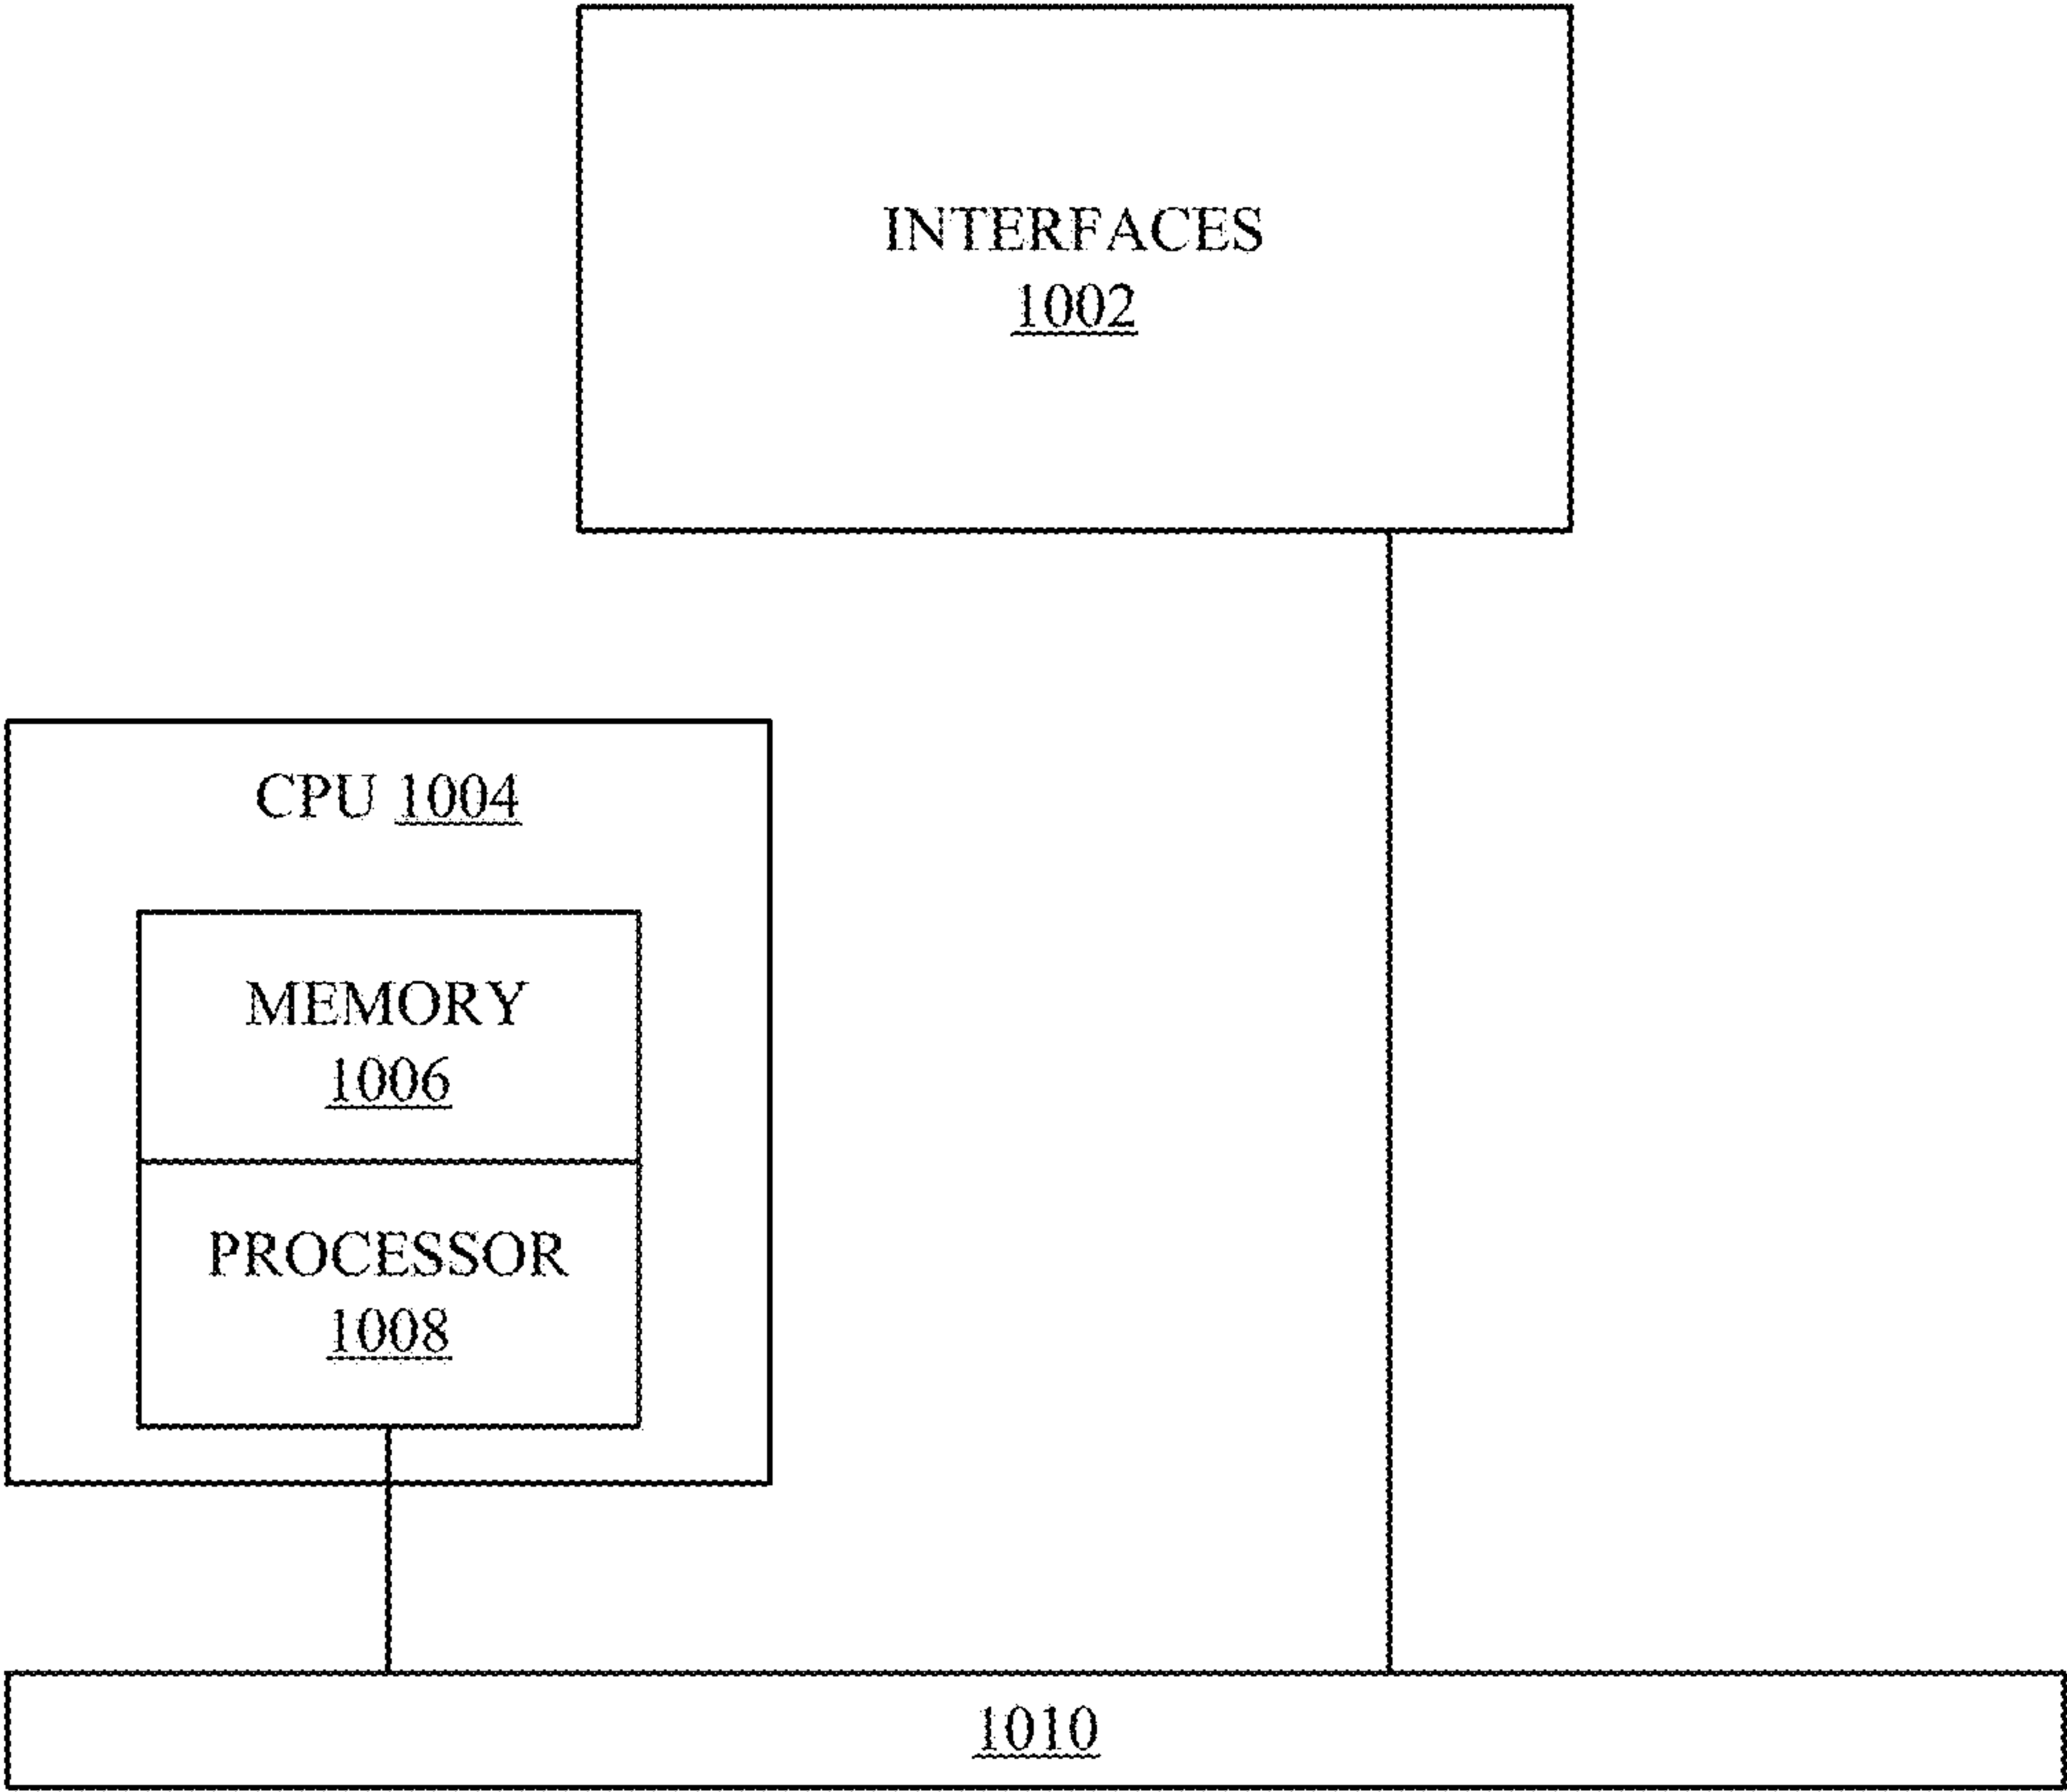 INTERFACES
1002
CPU 1004
MEMORY
1006
PROCESSOR
1008
1010